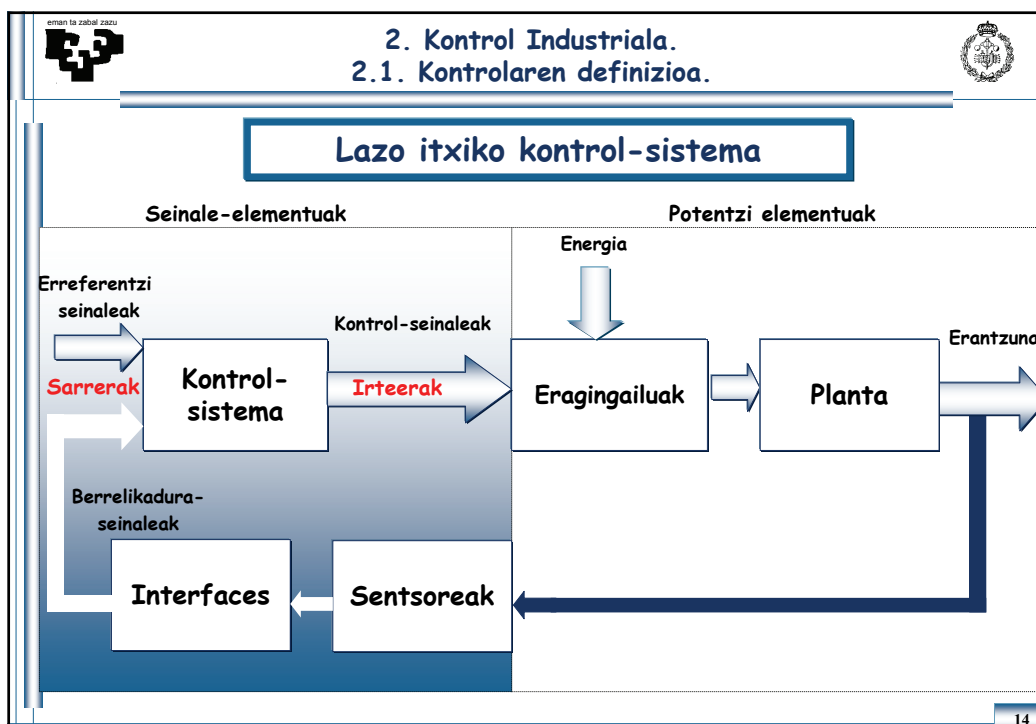 eman ta zabal zazu
2. Kontrol Industriala.
2.1. Kontrolaren definizioa.
Lazo itxiko kontrol-sistema
Seinale-elementuak
Potentzi elementuak
Energia
Erreferentzi
seinaleak
Kontrol-seinaleak
Erantzuna
Sarrerak
Kontrol-
sistema
Irteerak
Eragingailuak
Planta
Berrelikadura-
seinaleak
Interfaces
Sentsoreak
14